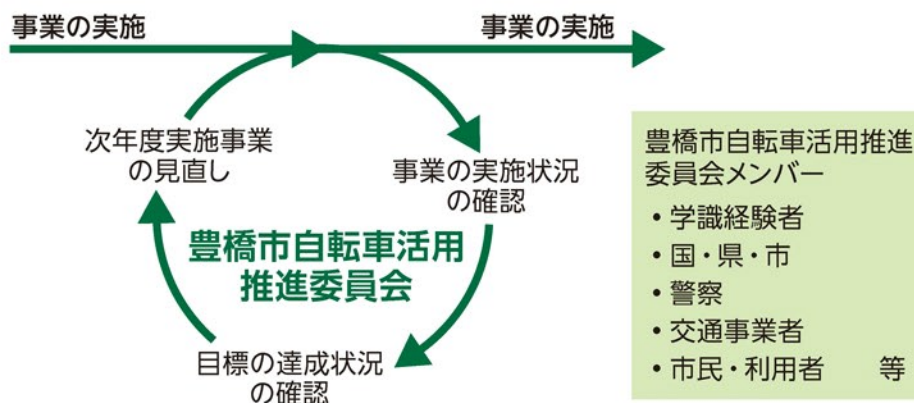 事業の実施
事業の実施
次年度実施事業
の見直し
事業の実施状況
の確認
豊橋市自転車活用
推進委員会
目標の達成状況
の確認
豊橋市自転車活用推進
委員会メンバー
・学識経験者
・国・県・市
・警察
・交通事業者
・市民・利用者　等